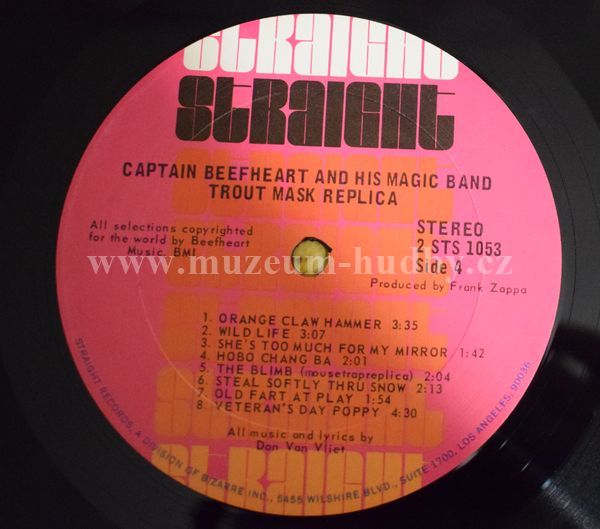 STRAIGHT
STRAIGHT
CAPTAIN BEEFHEART AND HIS MAGIC BAND
TROUT MASK REPLICA
All selections copyrighted
for the world by Beefheart
Music, BMI
STEREO
2 STS 1053
Side 4
Produced by Frank Zappa
www.muzeum-hudby.cz
1. ORANGE CLAW HAMMER 3:35
2. WILD LIFE 3:07
3. SHE'S TOO MUCH FOR MY MIRROR 1:42
4. HOBO CHANG BA 2:01
5. THE BLIMB (mousetrapreplica) 2:04
6. STEAL SOFTLY THRU SNOW 2:13
7. OLD FART AT PLAY 1:54
8. VETERAN'S DAY POPPY 4:30
All music and lyrics by
Don Van Vliet
STRAIGHT
STRAIGHT RECORDS, A DIVISION OF BIZARRE INC., 5455 WILSHIRE BLVD., SUITE 1700, LOS ANGELES, 90036